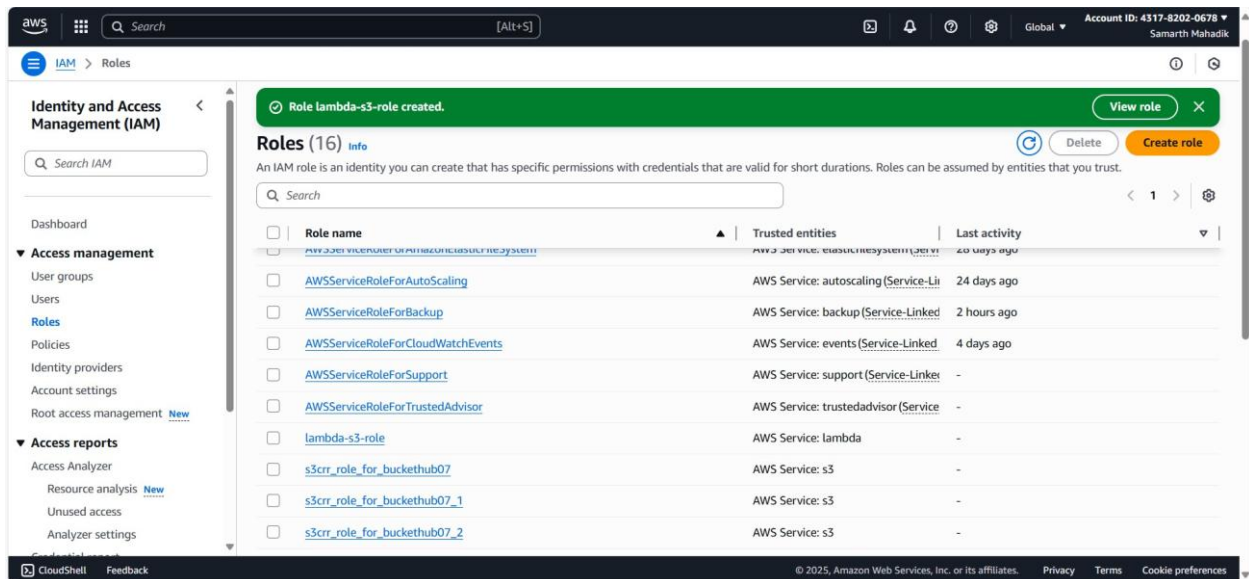 aws
Search [Alt+S]
Global ▼
Account ID: 4317-8202-0678 ▼
Samarth Mahadik
IAM > Roles
Identity and Access Management (IAM)
Search IAM
Dashboard
▼ Access management
User groups
Users
Roles
Policies
Identity providers
Account settings
Root access management New
▼ Access reports
Access Analyzer
Resource analysis New
Unused access
Analyzer settings
Role lambda-s3-role created.
View role
Roles (16) Info
Delete
Create role
An IAM role is an identity you can create that has specific permissions with credentials that are valid for short durations. Roles can be assumed by entities that you trust.
Search
1
Role name ▲ Trusted entities Last activity
AWSServiceRoleForAmazonElasticFileSystem AWS Service: elasticfilesystem (Servi 28 days ago
AWSServiceRoleForAutoScaling AWS Service: autoscaling (Service-Li 24 days ago
AWSServiceRoleForBackup AWS Service: backup (Service-Linked 2 hours ago
AWSServiceRoleForCloudWatchEvents AWS Service: events (Service-Linked 4 days ago
AWSServiceRoleForSupport AWS Service: support (Service-Linke -
AWSServiceRoleForTrustedAdvisor AWS Service: trustedadvisor (Service -
lambda-s3-role AWS Service: lambda -
s3crr_role_for_buckethub07 AWS Service: s3 -
s3crr_role_for_buckethub07_1 AWS Service: s3 -
s3crr_role_for_buckethub07_2 AWS Service: s3 -
CloudShell Feedback © 2025, Amazon Web Services, Inc. or its affiliates. Privacy Terms Cookie preferences